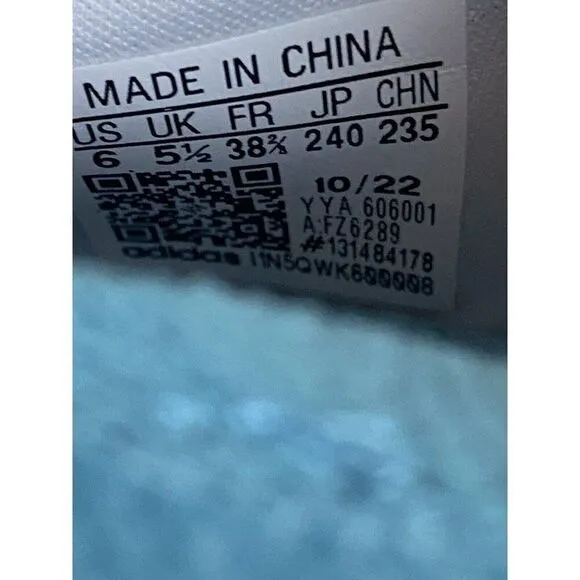 MADE IN CHINA
US UK FR JP CHN
6 5½ 38⅔ 240 235
10/22
YYA 606001
A:FZ6289
#131484178
adidas I1N5QWK600008